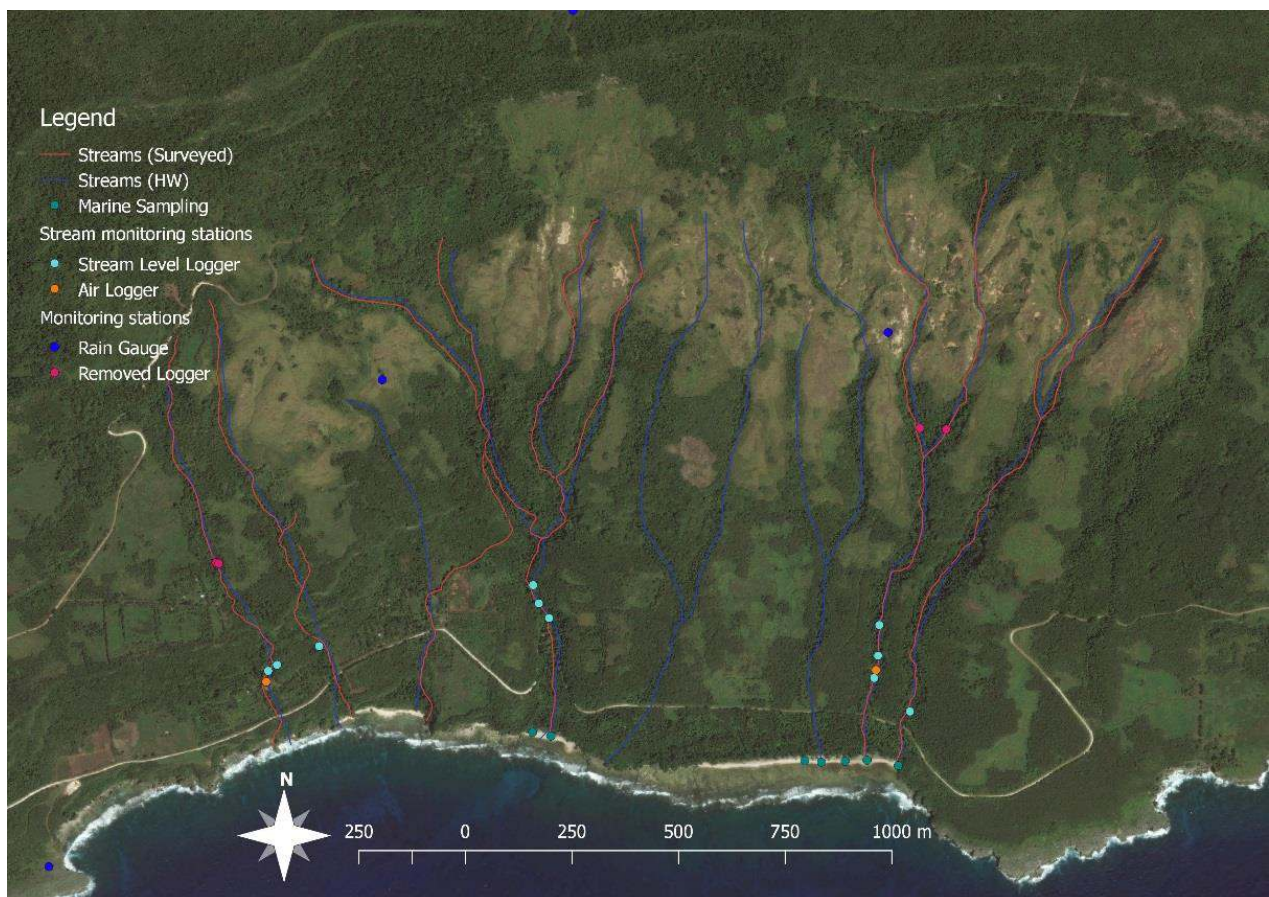 Legend
Streams (Surveyed)
Streams (HW)
Marine Sampling
Stream monitoring stations
Stream Level Logger
Air Logger
Monitoring stations
Rain Gauge
Removed Logger
N
250 0 250 500 750 1000 m